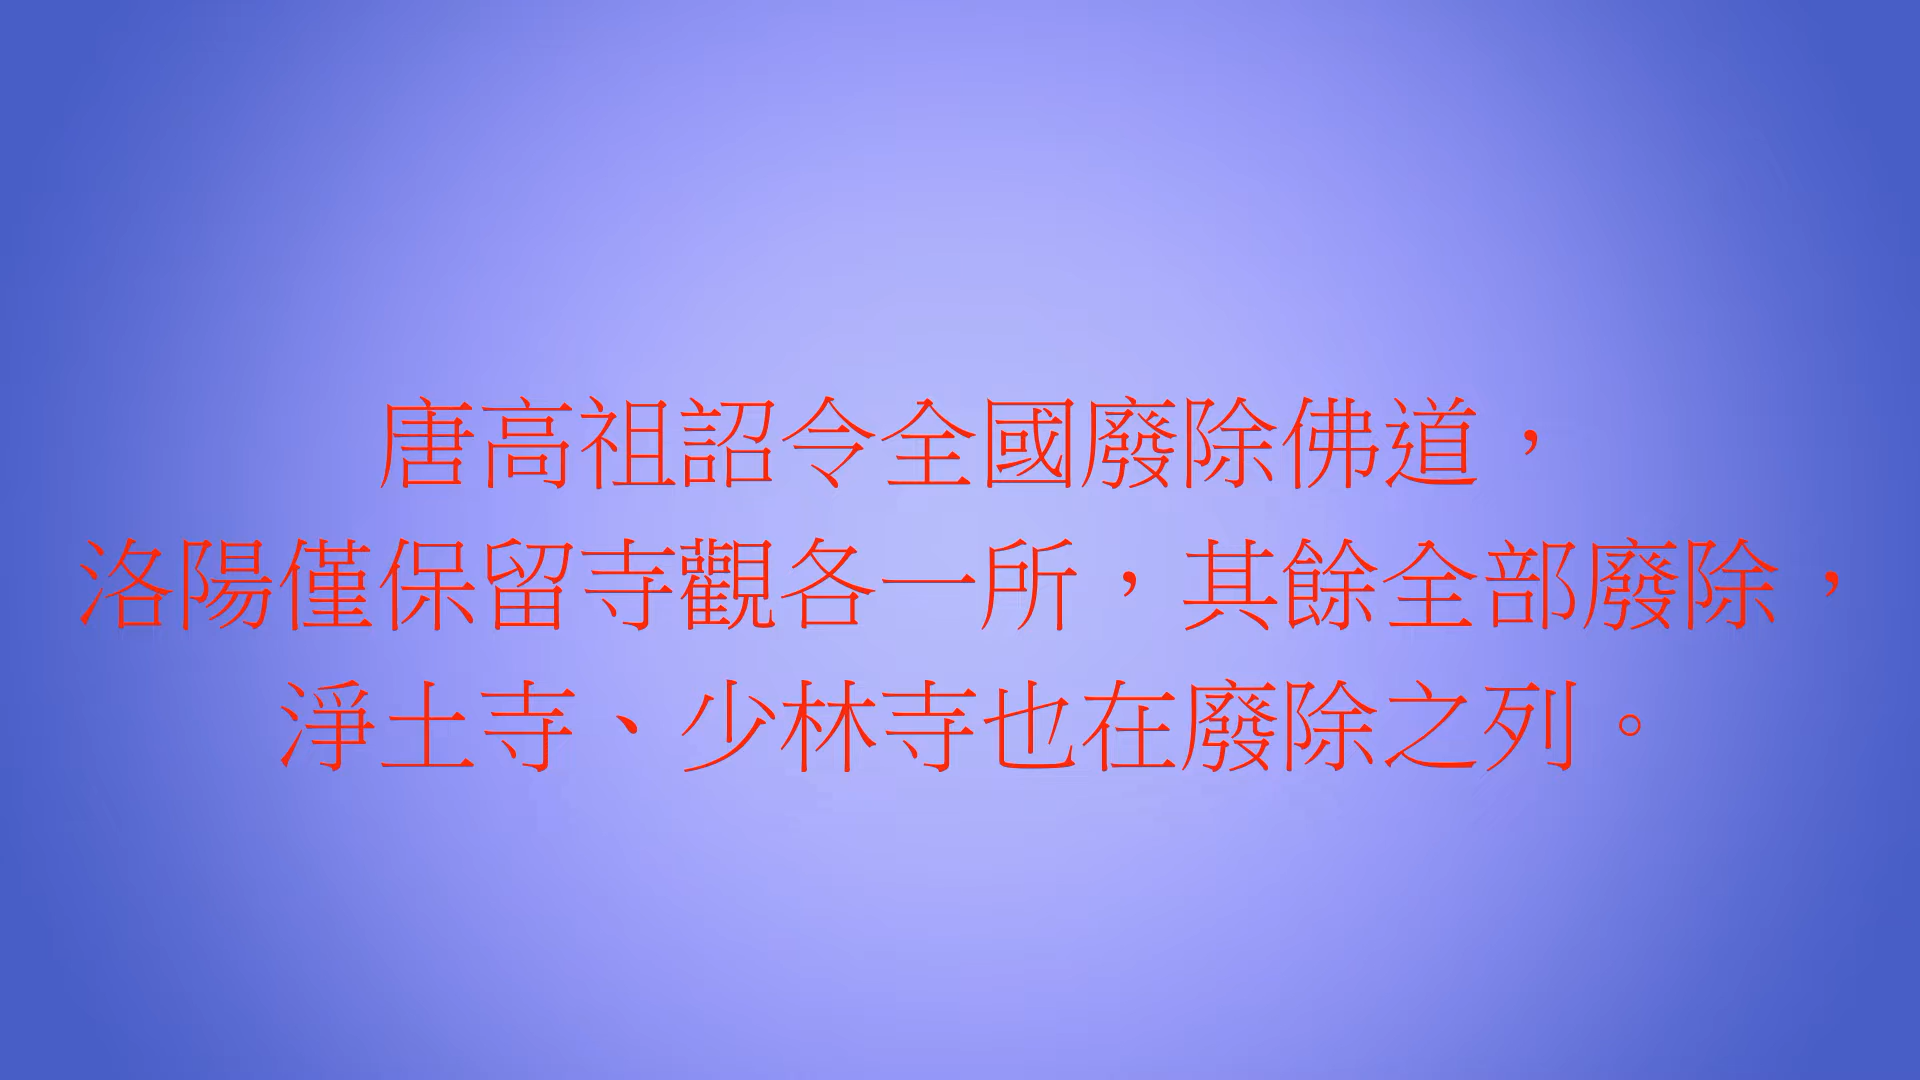 唐高祖詔令全國廢除佛道，
洛陽僅保留寺觀各一所，其餘全部廢除，
淨土寺、少林寺也在廢除之列。